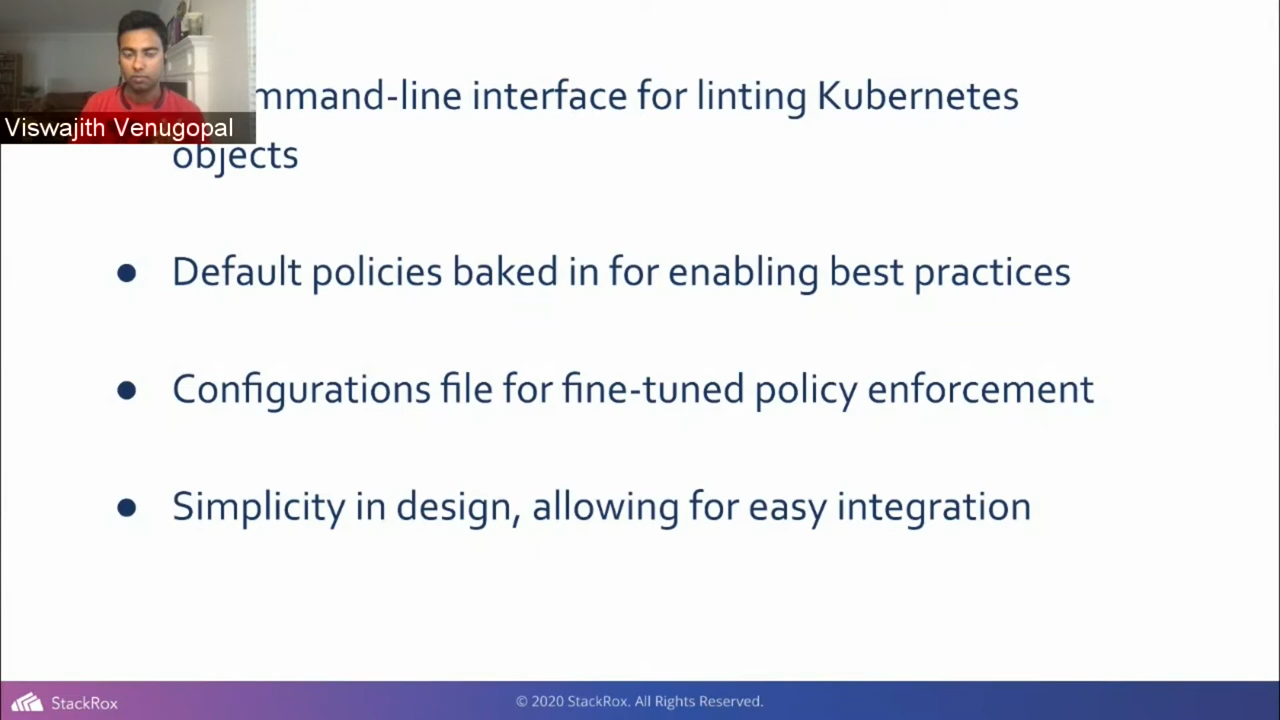 mmand-line interface for linting Kubernetes
Viswajith Venugopal
objects
● Default policies baked in for enabling best practices
● Configurations file for fine-tuned policy enforcement
● Simplicity in design, allowing for easy integration
StackRox
© 2020 StackRox. All Rights Reserved.